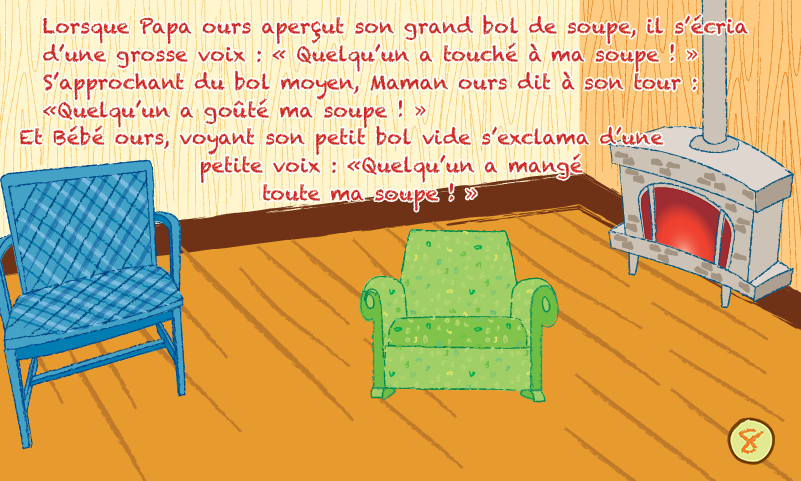 Lorsque Papa ours aperçut son grand bol de soupe, il s'écria
d'une grosse voix : « Quelqu'un a touché à ma soupe ! »
S'approchant du bol moyen, Maman ours dit à son tour :
«Quelqu'un a goûté ma soupe ! »
Et Bébé ours, voyant son petit bol vide s'exclama d'une
petite voix : «Quelqu'un a mangé
toute ma soupe ! »
8